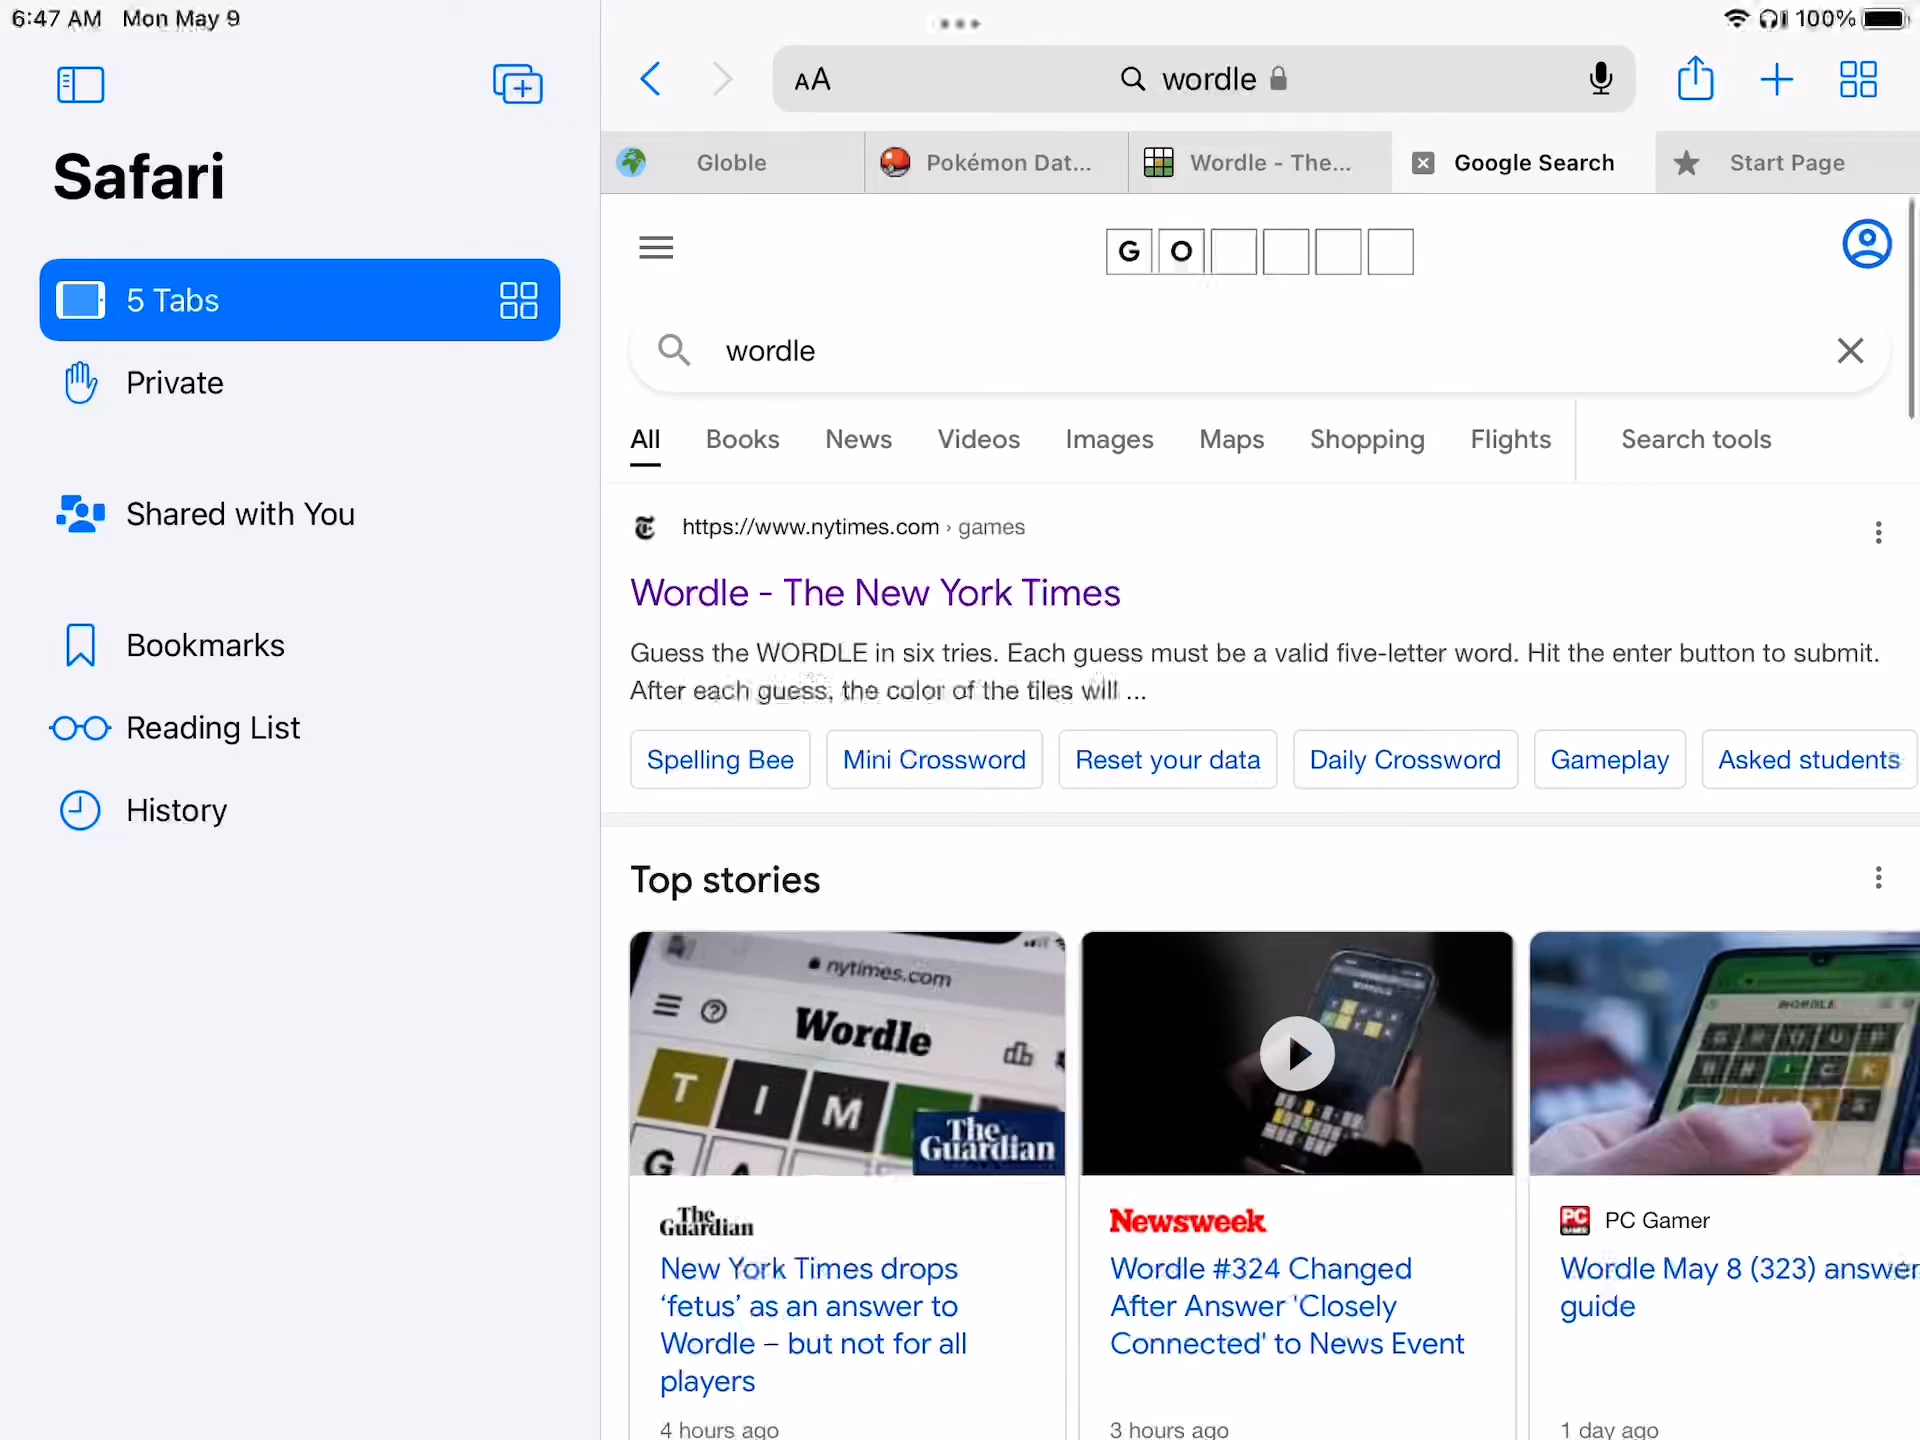 6:47 AM Mon May 9
100%
Safari
5 Tabs
Private
Shared with You
Bookmarks
Reading List
History
AA
wordle
Globle
Pokémon Dat...
Wordle - The...
Google Search
Start Page
G O
wordle
All Books News Videos Images Maps Shopping Flights Search tools
https://www.nytimes.com › games
Wordle - The New York Times
Guess the WORDLE in six tries. Each guess must be a valid five-letter word. Hit the enter button to submit.
After each guess, the color of the tiles will ...
Spelling Bee
Mini Crossword
Reset your data
Daily Crossword
Gameplay
Asked students
Top stories
nytimes.com
Wordle
T I M
G A
The
Guardian
WORDLE
The
Guardian
New York Times drops
‘fetus’ as an answer to
Wordle – but not for all
players
4 hours ago
Newsweek
Wordle #324 Changed
After Answer 'Closely
Connected' to News Event
3 hours ago
PC GAMER
PC Gamer
Wordle May 8 (323) answer
guide
1 day ago